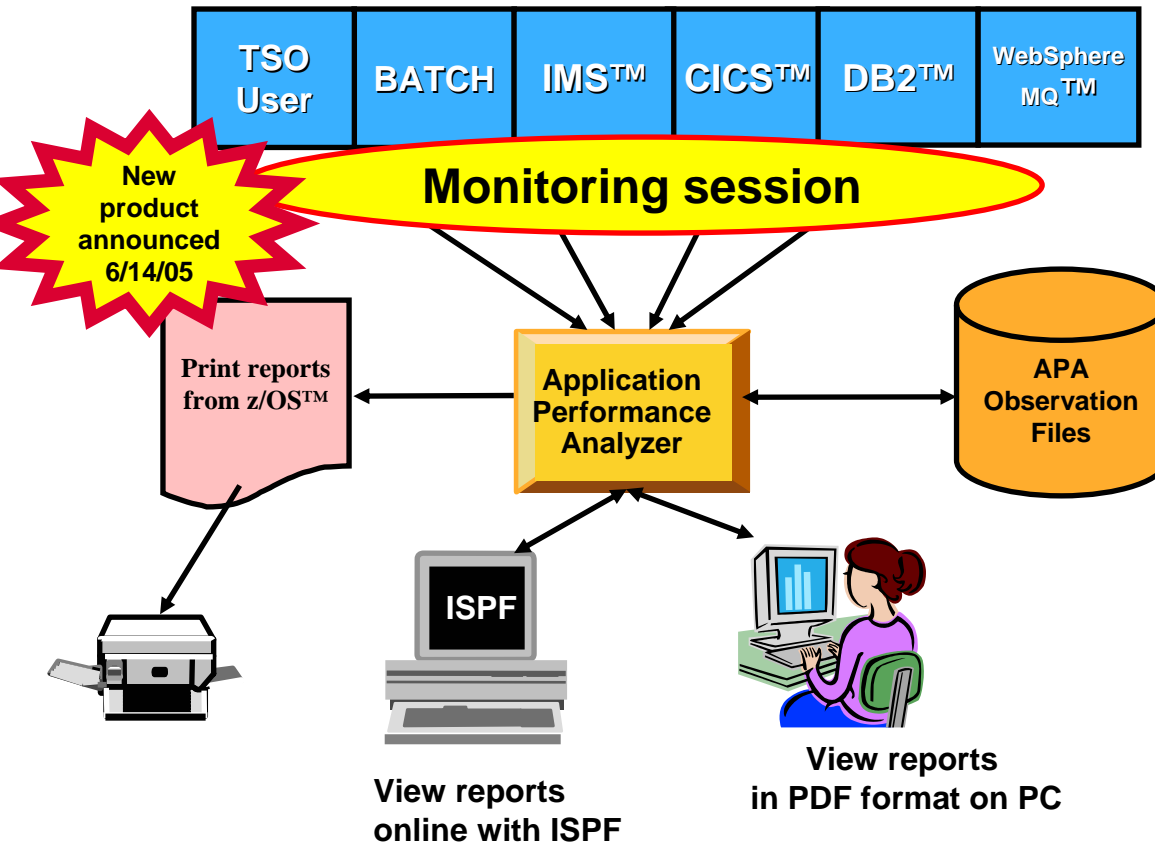 TSO
User
BATCH
IMS™
CICS™
DB2™
WebSphere
MQ™
New
product
announced
6/14/05
Monitoring session
Print reports
from z/OS™
Application
Performance
Analyzer
APA
Observation
Files
ISPF
View reports
online with ISPF
View reports
in PDF format on PC